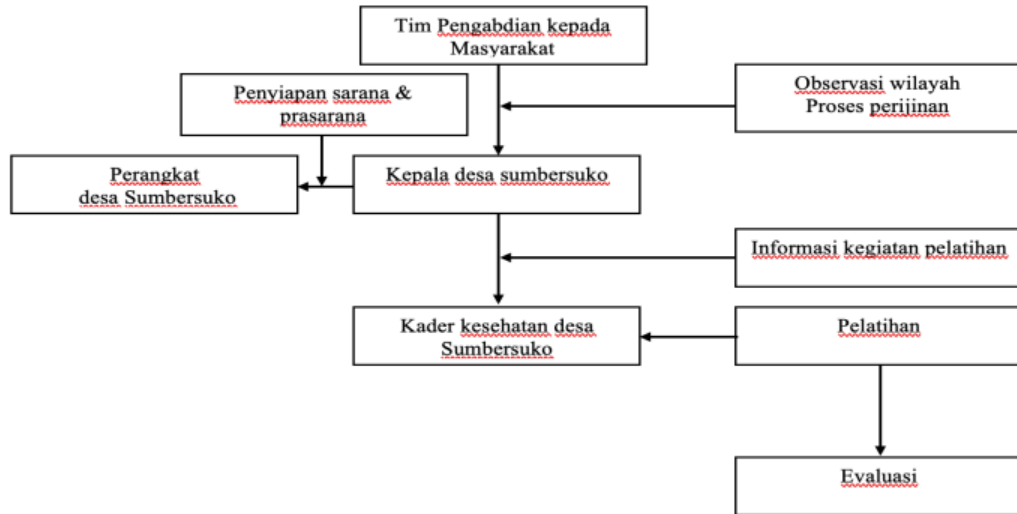 Tim Pengabdian kepada
Masyarakat
Observasi wilayah
Proses perijinan
Penyiapan sarana &
prasarana
Perangkat
desa Sumbersuko
Kepala desa sumbersuko
Informasi kegiatan pelatihan
Kader kesehatan desa
Sumbersuko
Pelatihan
Evaluasi